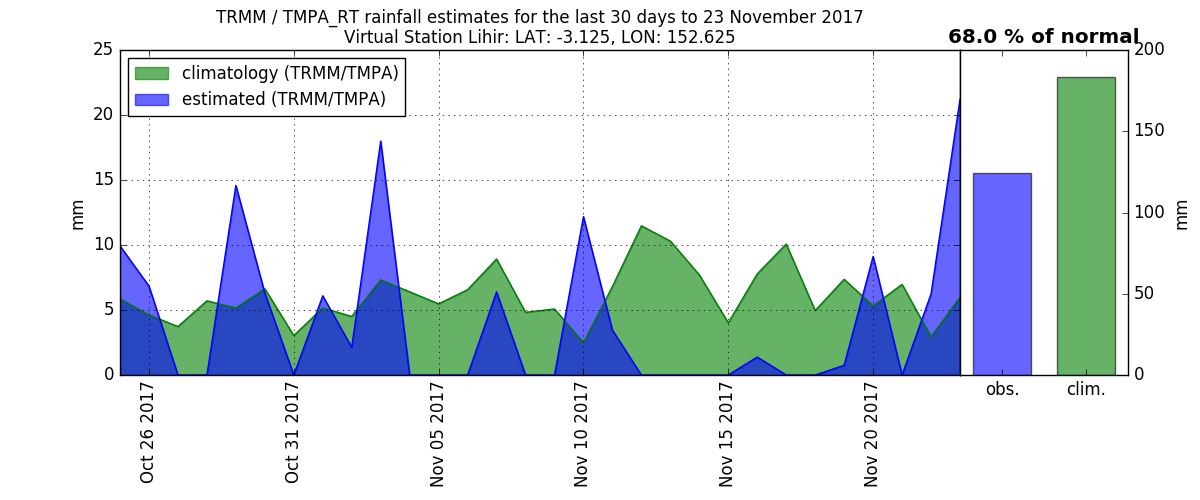 TRMM / TMPA_RT rainfall estimates for the last 30 days to 23 November 2017
Virtual Station Lihir: LAT: -3.125, LON: 152.625
68.0 % of normal
climatology (TRMM/TMPA)
estimated (TRMM/TMPA)
25
20
15
10
5
0
mm
200
150
100
50
0
mm
Oct 26 2017
Oct 31 2017
Nov 05 2017
Nov 10 2017
Nov 15 2017
Nov 20 2017
obs.
clim.